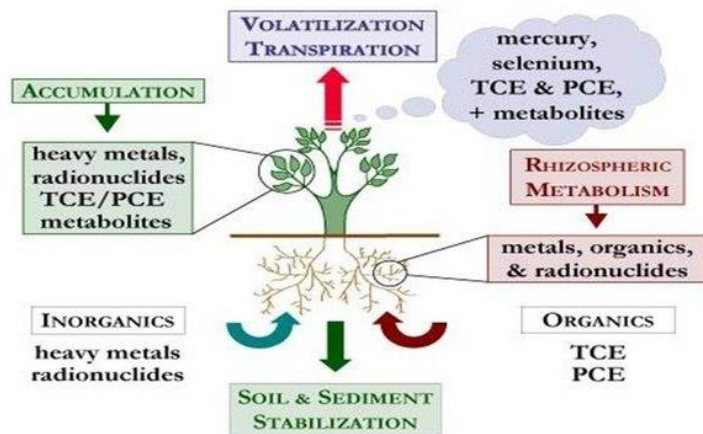 VOLATILIZATION
TRANSPIRATION
mercury,
selenium,
TCE & PCE,
+ metabolites
ACCUMULATION
heavy metals,
radionuclides
TCE/PCE
metabolites
RHIZOSPHERIC
METABOLISM
metals, organics,
& radionuclides
INORGANICS
heavy metals
radionuclides
ORGANICS
TCE
PCE
SOIL & SEDIMENT
STABILIZATION